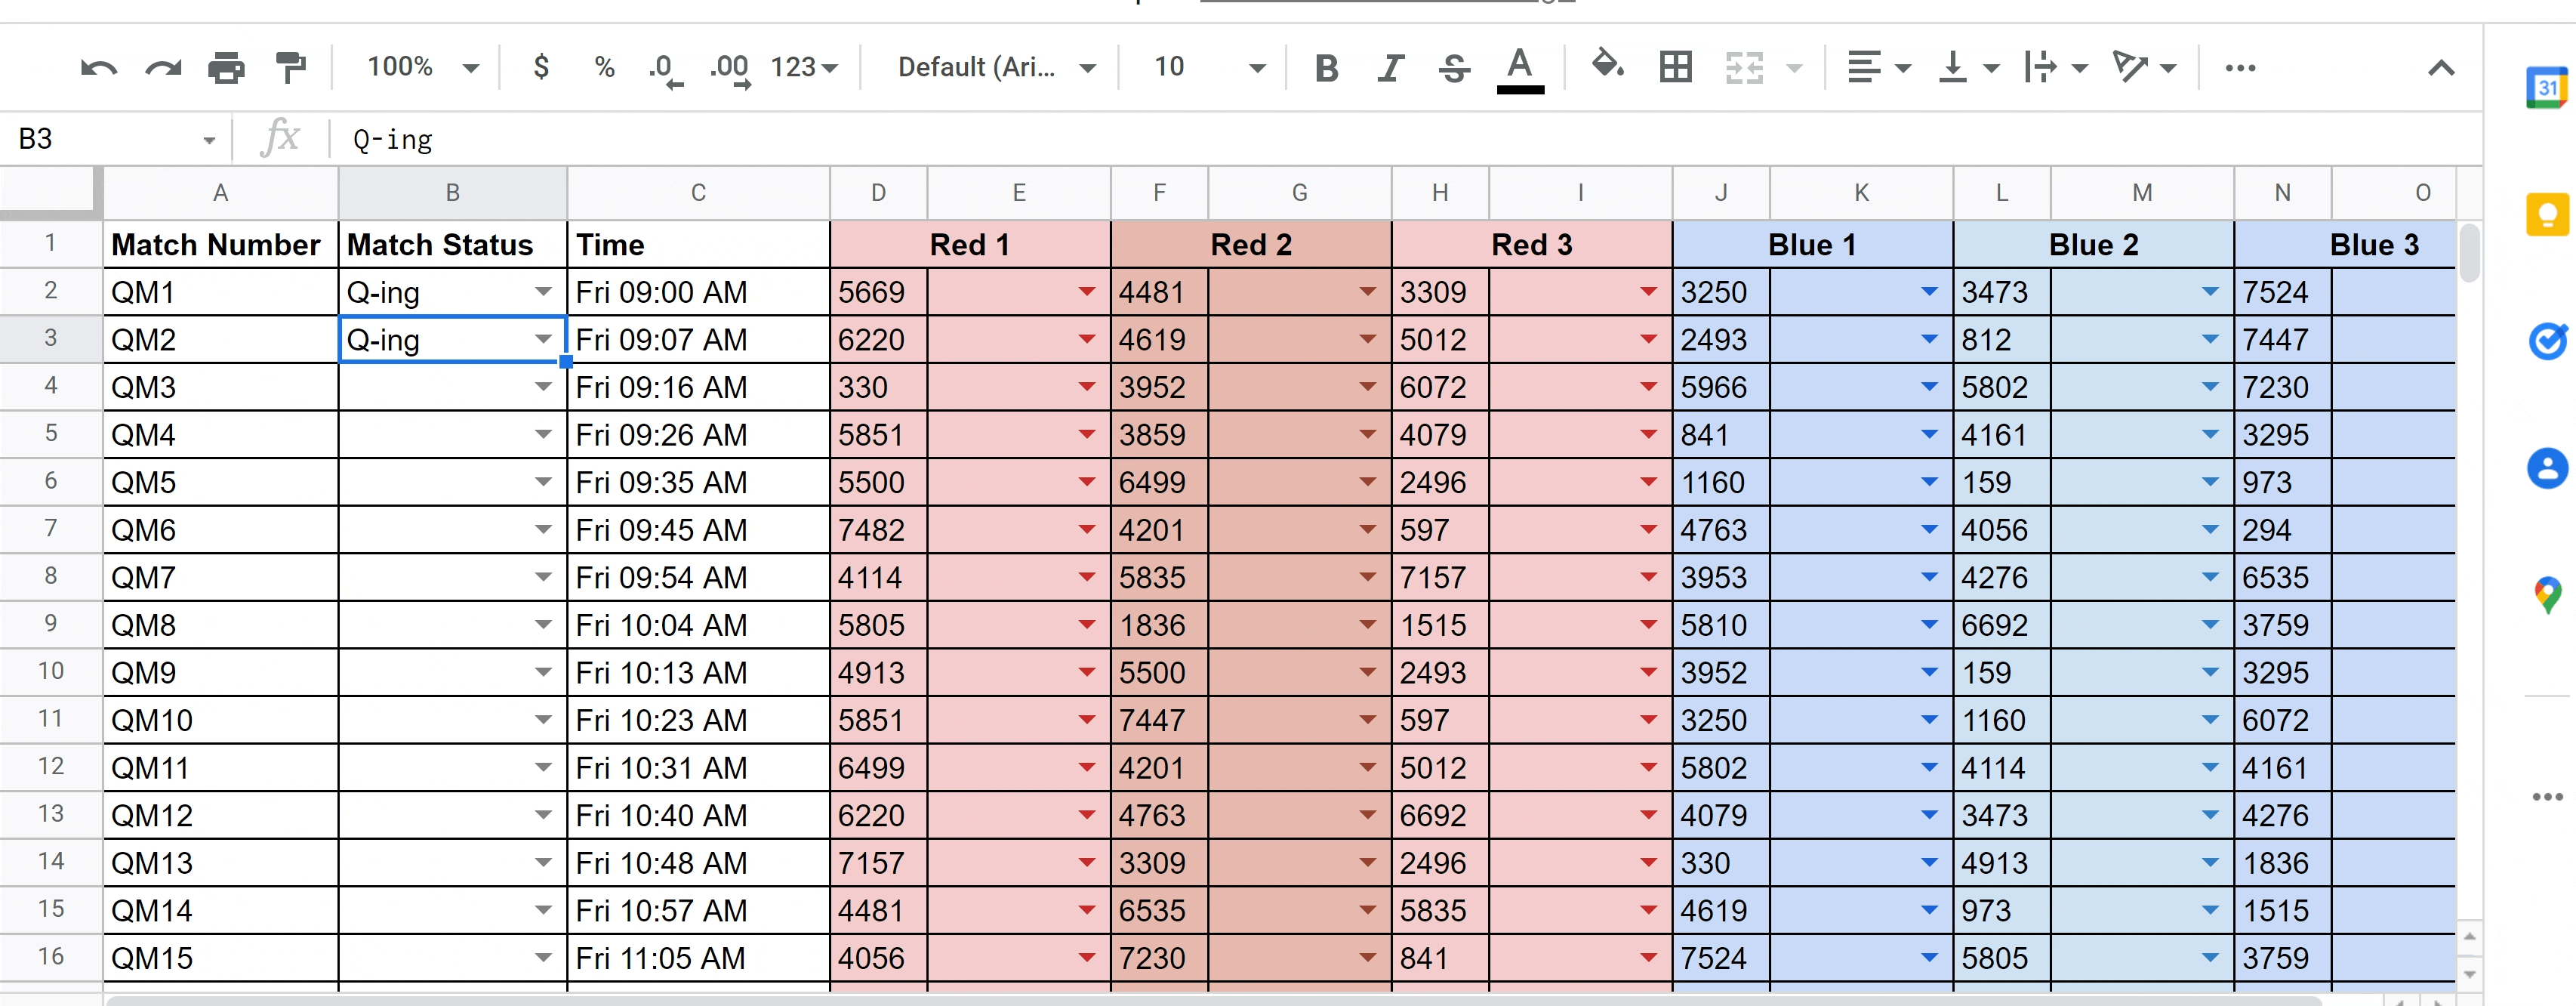 100% $ % .0 .00 123 Default (Ari... 10 B I S A
31
B3 fx Q-ing
A B C D E F G H I J K L M N O
1 Match Number Match Status Time Red 1 Red 2 Red 3 Blue 1 Blue 2 Blue 3
2 QM1 Q-ing Fri 09:00 AM 5669 4481 3309 3250 3473 7524
3 QM2 Q-ing Fri 09:07 AM 6220 4619 5012 2493 812 7447
4 QM3 Fri 09:16 AM 330 3952 6072 5966 5802 7230
5 QM4 Fri 09:26 AM 5851 3859 4079 841 4161 3295
6 QM5 Fri 09:35 AM 5500 6499 2496 1160 159 973
7 QM6 Fri 09:45 AM 7482 4201 597 4763 4056 294
8 QM7 Fri 09:54 AM 4114 5835 7157 3953 4276 6535
9 QM8 Fri 10:04 AM 5805 1836 1515 5810 6692 3759
10 QM9 Fri 10:13 AM 4913 5500 2493 3952 159 3295
11 QM10 Fri 10:23 AM 5851 7447 597 3250 1160 6072
12 QM11 Fri 10:31 AM 6499 4201 5012 5802 4114 4161
13 QM12 Fri 10:40 AM 6220 4763 6692 4079 3473 4276
14 QM13 Fri 10:48 AM 7157 3309 2496 330 4913 1836
15 QM14 Fri 10:57 AM 4481 6535 5835 4619 973 1515
16 QM15 Fri 11:05 AM 4056 7230 841 7524 5805 3759